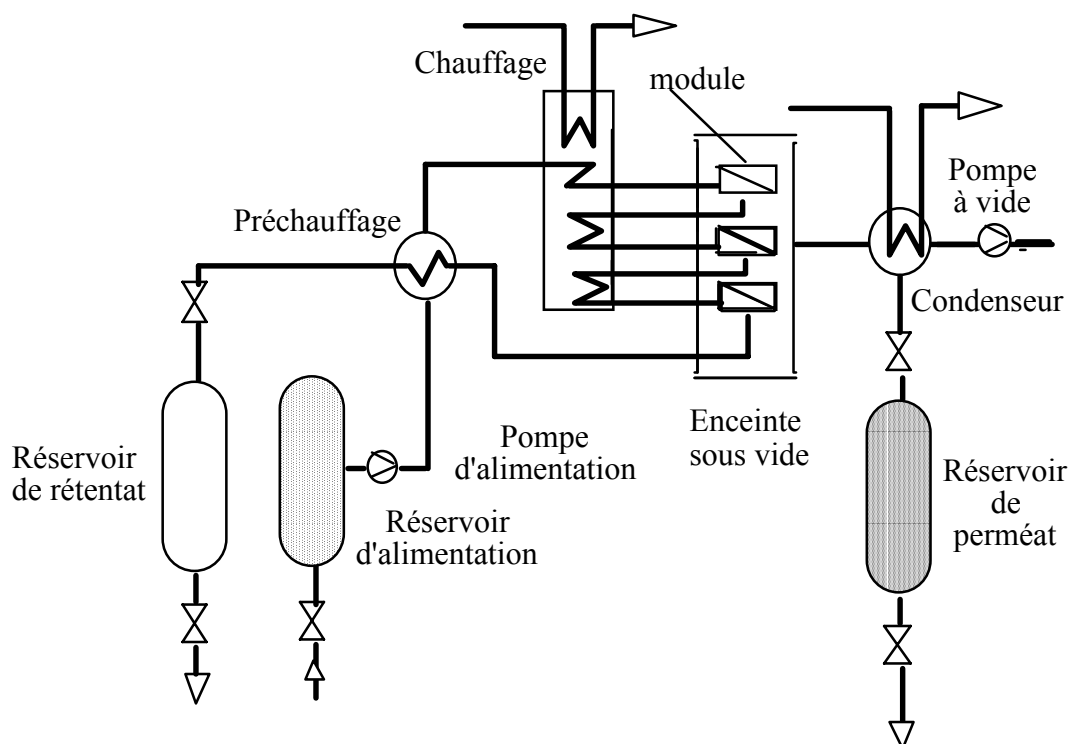 Chauffage
module
Pompe
à vide
Préchauffage
Condenseur
Enceinte
sous vide
Pompe
d'alimentation
Réservoir
de rétentat
Réservoir
d'alimentation
Réservoir
de
perméat